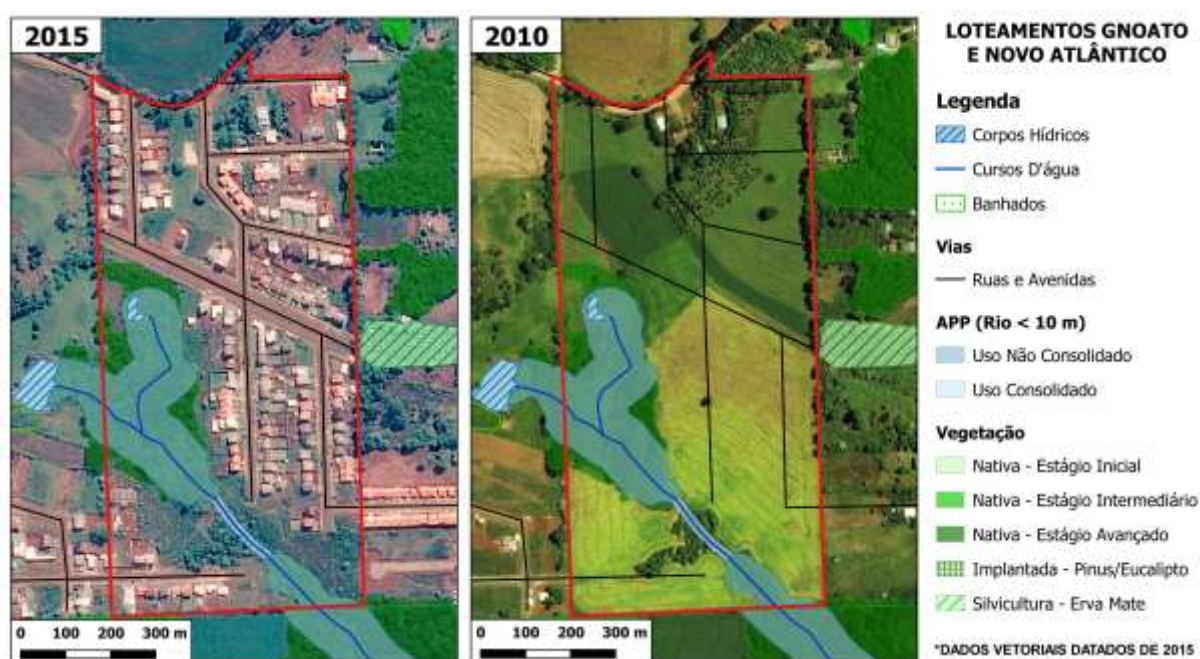 2015
2010
LOTEAMENTOS GNOATO
E NOVO ATLÂNTICO
Legenda
Corpos Hídricos
Cursos D'água
Banhados
Vias
Ruas e Avenidas
APP (Rio < 10 m)
Uso Não Consolidado
Uso Consolidado
Vegetação
Nativa - Estágio Inicial
Nativa - Estágio Intermediário
Nativa - Estágio Avançado
Implantada - Pinus/Eucalipto
Silvicultura - Erva Mate
*DADOS VETORIAIS DATADOS DE 2015
0 100 200 300 m
0 100 200 300 m